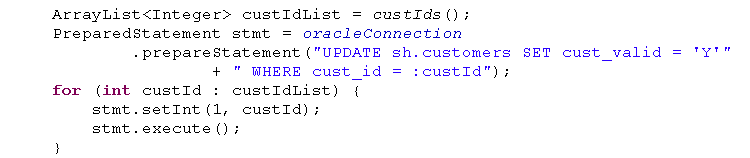 ArrayList<Integer> custIdList = custIds();
PreparedStatement stmt = oracleConnection
        .prepareStatement("UPDATE sh.customers SET cust_valid = 'Y'"
                + " WHERE cust_id = :custId");
for (int custId : custIdList) {
    stmt.setInt(1, custId);
    stmt.execute();
}